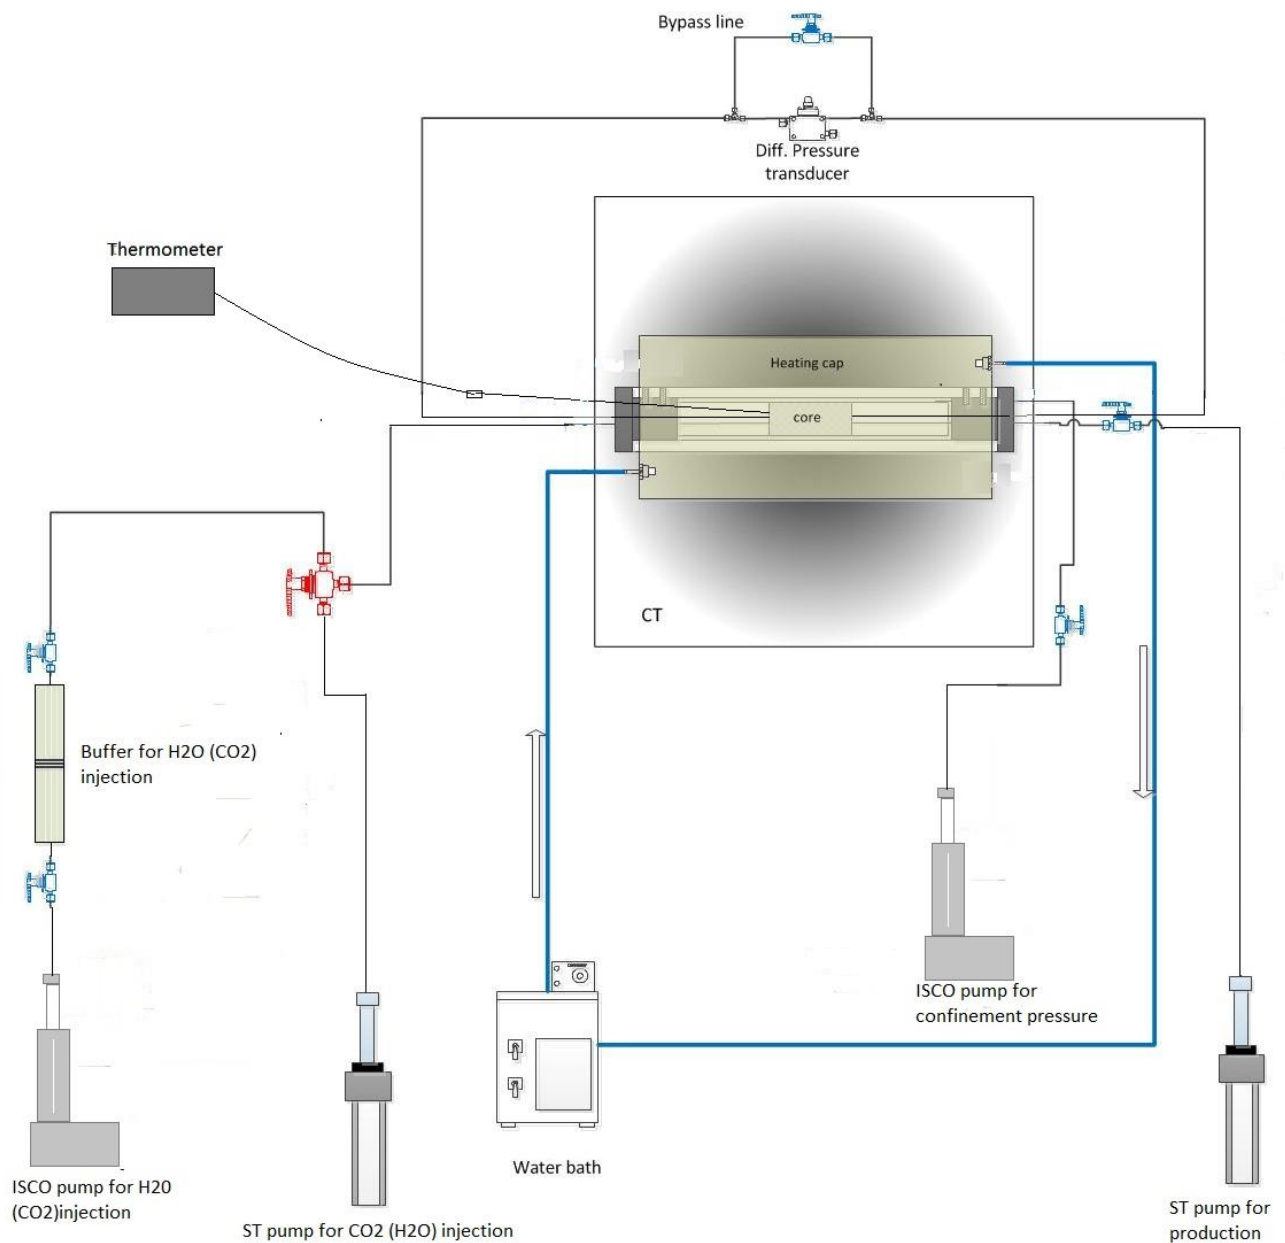 Bypass line
Diff. Pressure
transducer
Thermometer
Heating cap
core
CT
Buffer for H2O (CO2)
injection
ISCO pump for
confinement pressure
Water bath
ISCO pump for H20
(CO2)injection
ST pump for CO2 (H2O) injection
ST pump for
production